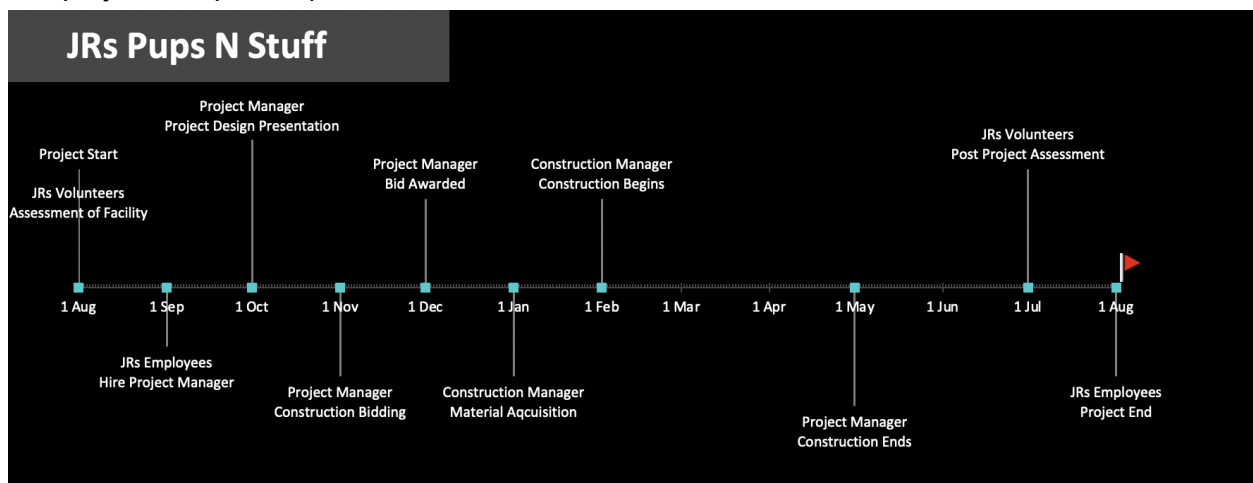 JRs Pups N Stuff
Project Manager
Project Design Presentation
Project Start
JRs Volunteers
Assessment of Facility
Project Manager
Bid Awarded
Construction Manager
Construction Begins
JRs Volunteers
Post Project Assessment
1 Aug
1 Sep
1 Oct
1 Nov
1 Dec
1 Jan
1 Feb
1 Mar
1 Apr
1 May
1 Jun
1 Jul
1 Aug
JRs Employees
Hire Project Manager
Project Manager
Construction Bidding
Construction Manager
Material Aqcuisition
Project Manager
Construction Ends
JRs Employees
Project End